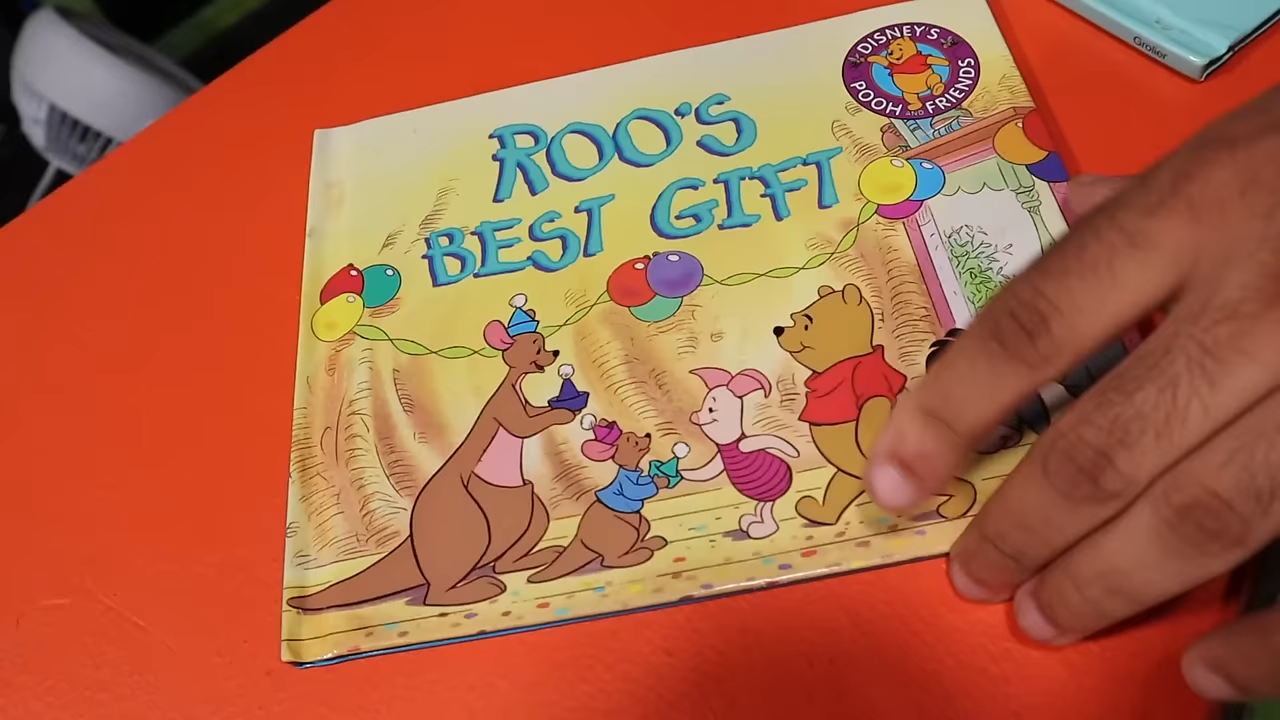 DISNEY'S
POOH AND FRIENDS
ROO'S
BEST GIFT
Grolier